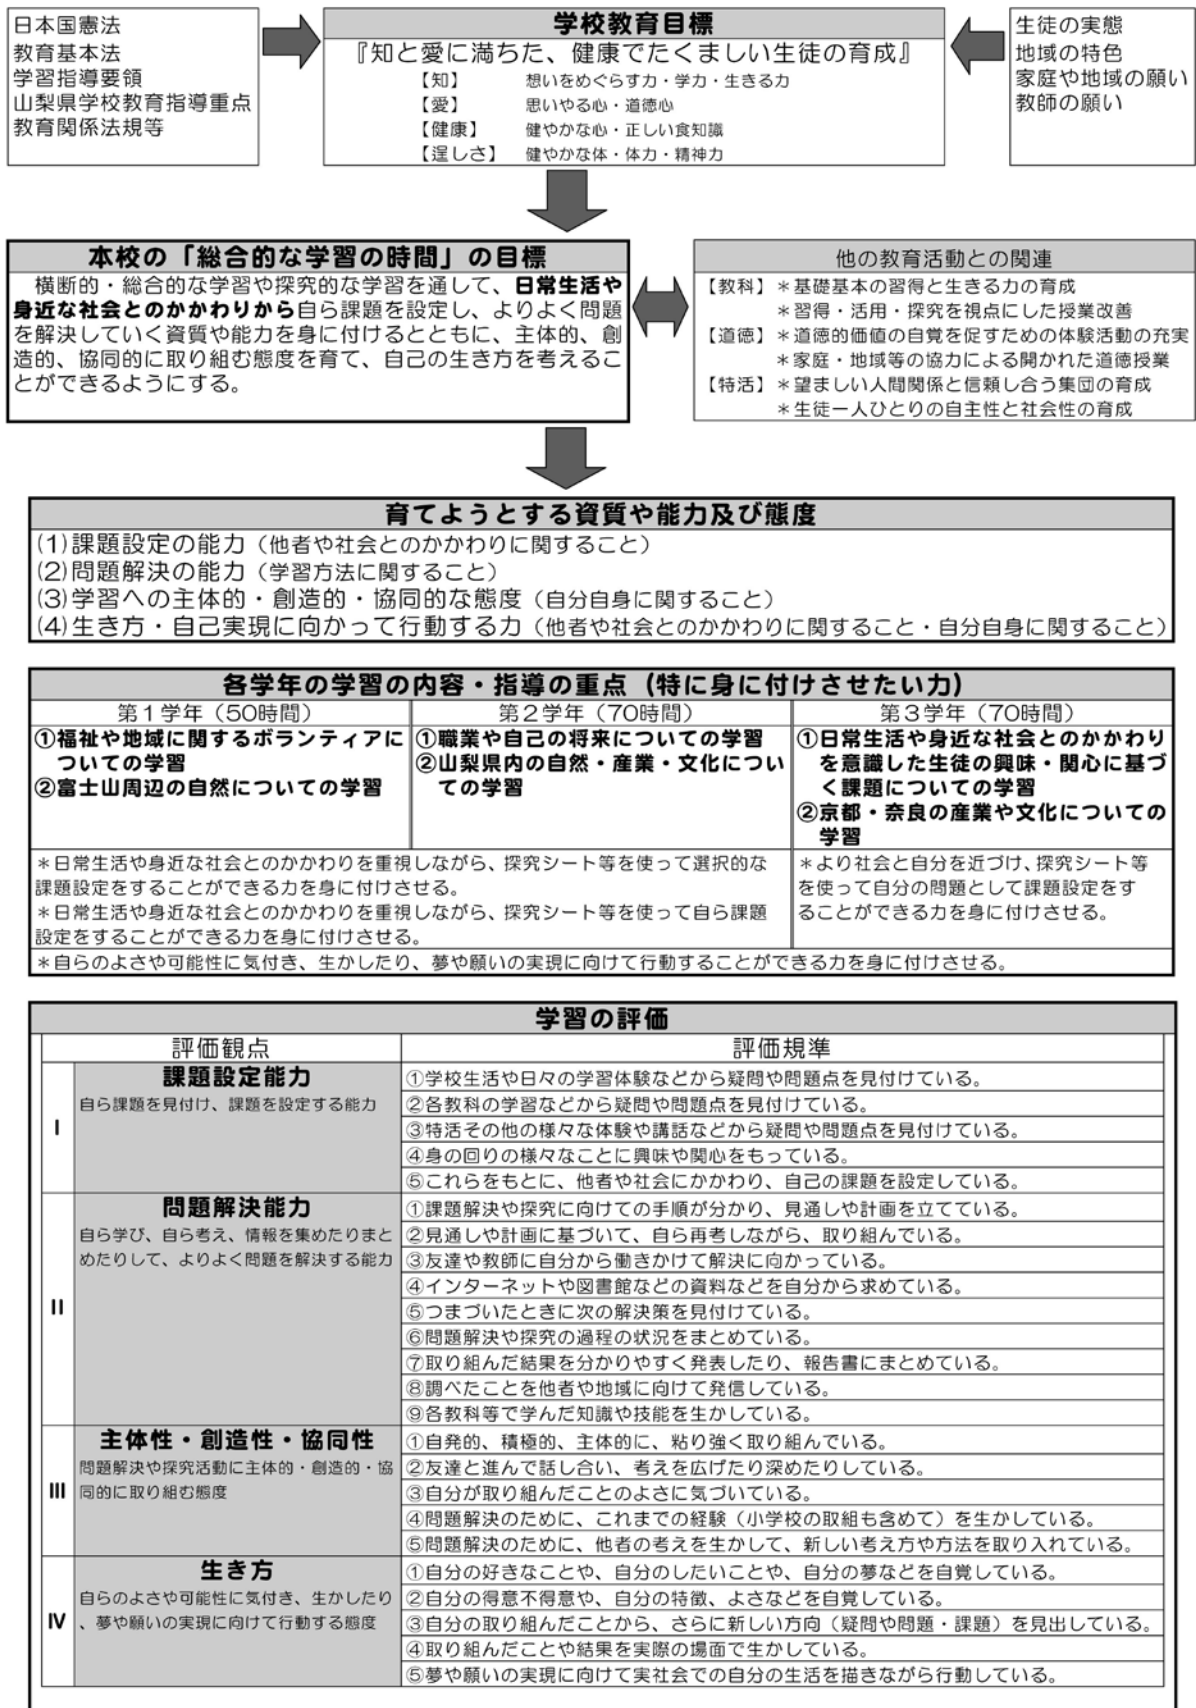 日本国憲法
教育基本法
学習指導要領
山梨県学校教育指導重点
教育関係法規等
学校教育目標
『知と愛に満ちた、健康でたくましい生徒の育成』
【知】 想いをめぐらす力・学力・生きる力
【愛】 思いやる心・道徳心
【健康】 健やかな心・正しい食知識
【逞しさ】 健やかな体・体力・精神力
生徒の実態
地域の特色
家庭や地域の願い
教師の願い
本校の「総合的な学習の時間」の目標
横断的・総合的な学習や探究的な学習を通して、日常生活や
身近な社会とのかかわりから自ら課題を設定し、よりよく問題
を解決していく資質や能力を身に付けるとともに、主体的、創
造的、協同的に取り組む態度を育て、自己の生き方を考えるこ
とができるようにする。
他の教育活動との関連
【教科】＊基礎基本の習得と生きる力の育成
＊習得・活用・探究を視点にした授業改善
【道徳】＊道徳的価値の自覚を促すための体験活動の充実
＊家庭・地域等の協力による開かれた道徳授業
【特活】＊望ましい人間関係と信頼し合う集団の育成
＊生徒一人ひとりの自主性と社会性の育成
育てようとする資質や能力及び態度
(1)課題設定の能力（他者や社会とのかかわりに関すること）
(2)問題解決の能力（学習方法に関すること）
(3)学習への主体的・創造的・協同的な態度（自分自身に関すること）
(4)生き方・自己実現に向かって行動する力（他者や社会とのかかわりに関すること・自分自身に関すること）
各学年の学習の内容・指導の重点（特に身に付けさせたい力）
第１学年（50時間）
①福祉や地域に関するボランティアに
ついての学習
②富士山周辺の自然についての学習
第２学年（70時間）
①職業や自己の将来についての学習
②山梨県内の自然・産業・文化につい
ての学習
第３学年（70時間）
①日常生活や身近な社会とのかかわり
を意識した生徒の興味・関心に基づ
く課題についての学習
②京都・奈良の産業や文化についての
学習
＊日常生活や身近な社会とのかかわりを重視しながら、探究シート等を使って選択的な
課題設定をすることができる力を身に付けさせる。
＊日常生活や身近な社会とのかかわりを重視しながら、探究シート等を使って自ら課題
設定をすることができる力を身に付けさせる。
＊より社会と自分を近づけ、探究シート等
を使って自分の問題として課題設定をす
ることができる力を身に付けさせる。
＊自らのよさや可能性に気付き、生かしたり、夢や願いの実現に向けて行動することができる力を身に付けさせる。
学習の評価
評価観点
評価規準
Ⅰ
課題設定能力
自ら課題を見付け、課題を設定する能力
①学校生活や日々の学習体験などから疑問や問題点を見付けている。
②各教科の学習などから疑問や問題点を見付けている。
③特活その他の様々な体験や講話などから疑問や問題点を見付けている。
④身の回りの様々なことに興味や関心をもっている。
⑤これらをもとに、他者や社会にかかわり、自己の課題を設定している。
Ⅱ
問題解決能力
自ら学び、自ら考え、情報を集めたりまと
めたりして、よりよく問題を解決する能力
①課題解決や探究に向けての手順が分かり、見通しや計画を立てている。
②見通しや計画に基づいて、自ら再考しながら、取り組んでいる。
③友達や教師に自分から働きかけて解決に向かっている。
④インターネットや図書館などの資料などを自分から求めている。
⑤つまづいたときに次の解決策を見付けている。
⑥問題解決や探究の過程の状況をまとめている。
⑦取り組んだ結果を分かりやすく発表したり、報告書にまとめている。
⑧調べたことを他者や地域に向けて発信している。
⑨各教科等で学んだ知識や技能を生かしている。
Ⅲ
主体性・創造性・協同性
問題解決や探究活動に主体的・創造的・協
同的に取り組む態度
①自発的、積極的、主体的に、粘り強く取り組んでいる。
②友達と進んで話し合い、考えを広げたり深めたりしている。
③自分が取り組んだことのよさに気づいている。
④問題解決のために、これまでの経験（小学校の取組も含めて）を生かしている。
⑤問題解決のために、他者の考えを生かして、新しい考え方や方法を取り入れている。
Ⅳ
生き方
自らのよさや可能性に気付き、生かしたり
、夢や願いの実現に向けて行動する態度
①自分の好きなことや、自分のしたいことや、自分の夢などを自覚している。
②自分の得意不得意や、自分の特徴、よさなどを自覚している。
③自分の取り組んだことから、さらに新しい方向（疑問や問題・課題）を見出している。
④取り組んだことや結果を実際の場面で生かしている。
⑤夢や願いの実現に向けて実社会での自分の生活を描きながら行動している。